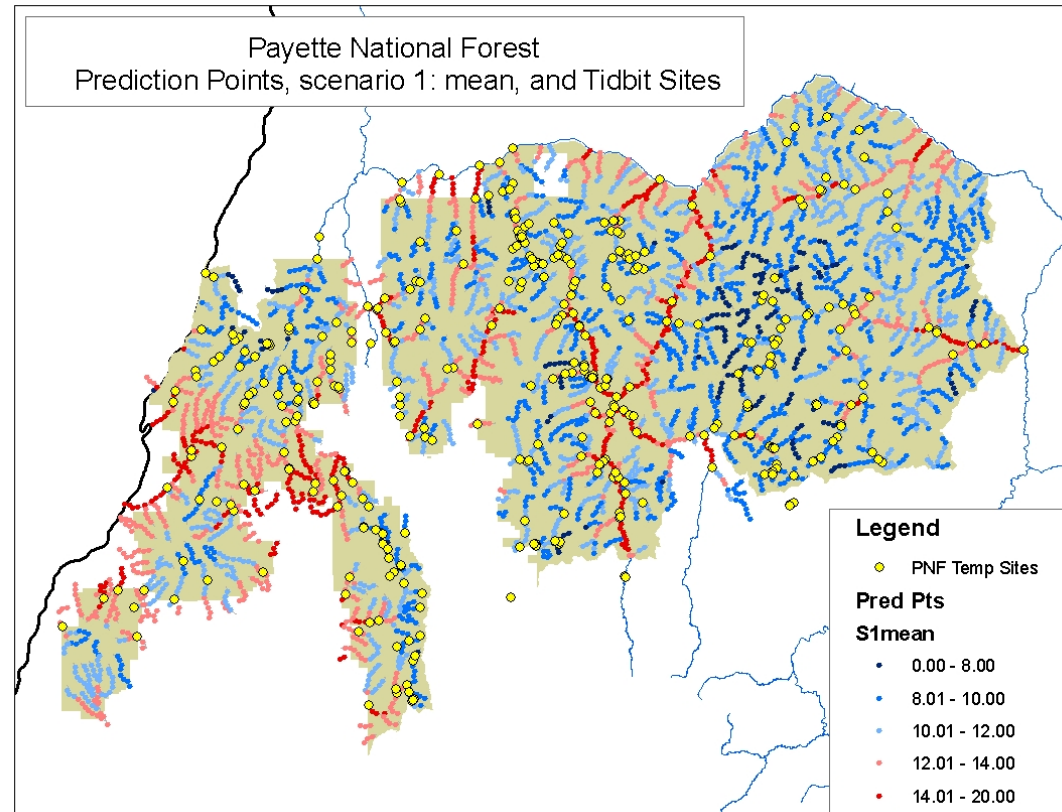 Payette National Forest
Prediction Points, scenario 1: mean, and Tidbit Sites
Legend
PNF Temp Sites
Pred Pts
S1mean
0.00 - 8.00
8.01 - 10.00
10.01 - 12.00
12.01 - 14.00
14.01 - 20.00